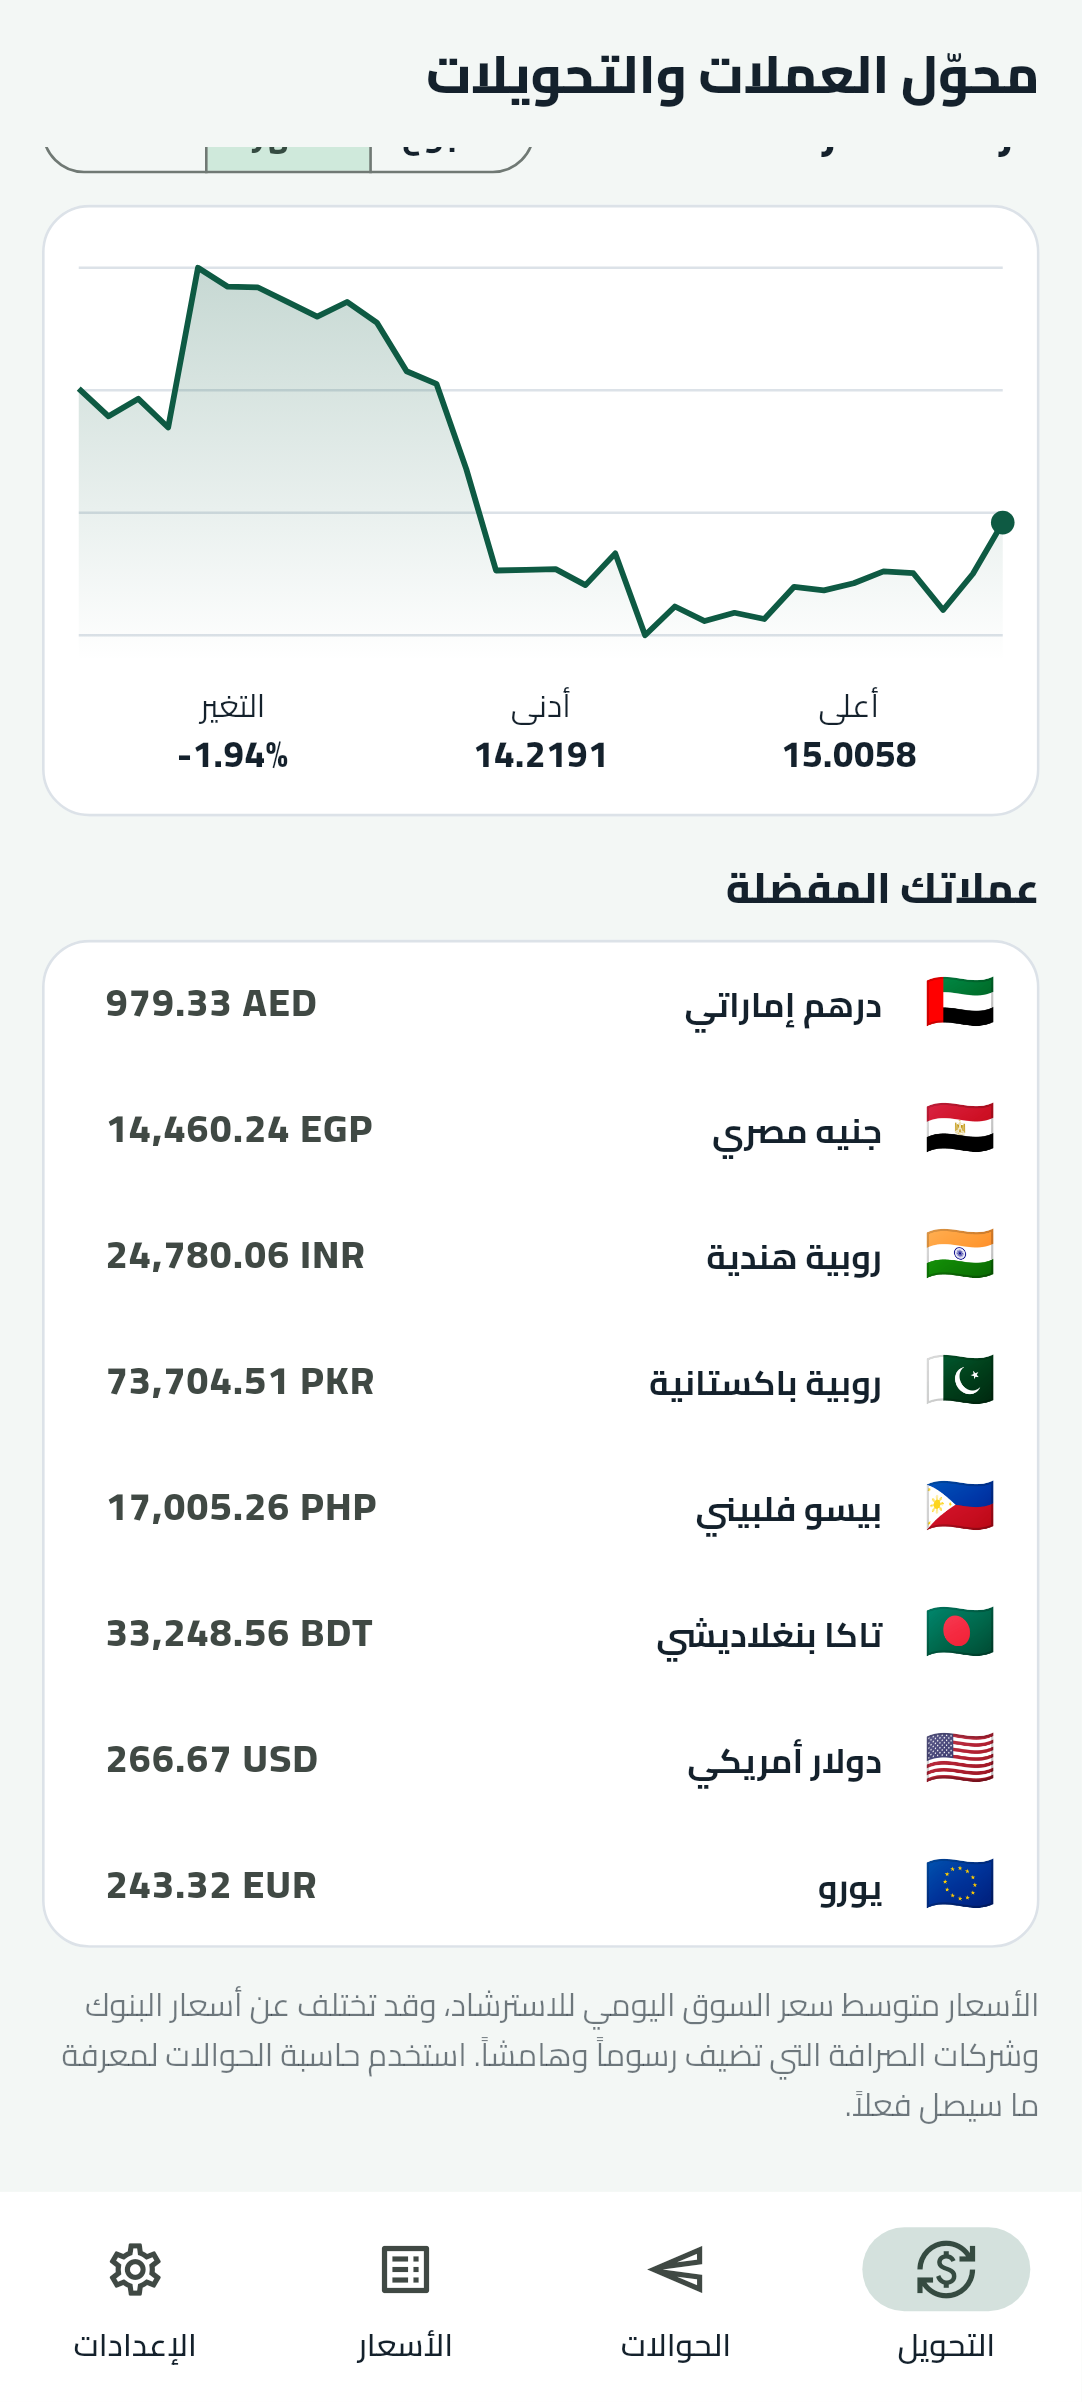 محوّل العملات والتحويلات
أعلى
15.0058
أدنى
14.2191
التغير
-1.94%
عملاتك المفضلة
درهم إماراتي
979.33 AED
جنيه مصري
14,460.24 EGP
روبية هندية
24,780.06 INR
روبية باكستانية
73,704.51 PKR
بيسو فلبيني
17,005.26 PHP
تاكا بنغلاديشي
33,248.56 BDT
دولار أمريكي
266.67 USD
يورو
243.32 EUR
الأسعار متوسط سعر السوق اليومي للاسترشاد، وقد تختلف عن أسعار البنوك
وشركات الصرافة التي تضيف رسوماً وهامشاً. استخدم حاسبة الحوالات لمعرفة
ما سيصل فعلاً.
التحويل
الحوالات
الأسعار
الإعدادات